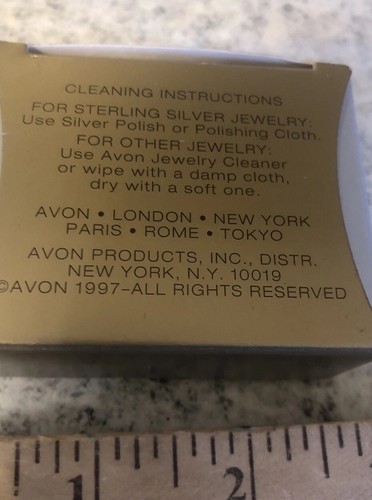 CLEANING INSTRUCTIONS
FOR STERLING SILVER JEWELRY:
Use Silver Polish or Polishing Cloth.
FOR OTHER JEWELRY:
Use Avon Jewelry Cleaner
or wipe with a damp cloth,
dry with a soft one.
AVON • LONDON • NEW YORK
PARIS • ROME • TOKYO
AVON PRODUCTS, INC., DISTR.
NEW YORK, N.Y. 10019
©AVON 1997–ALL RIGHTS RESERVED
1 2